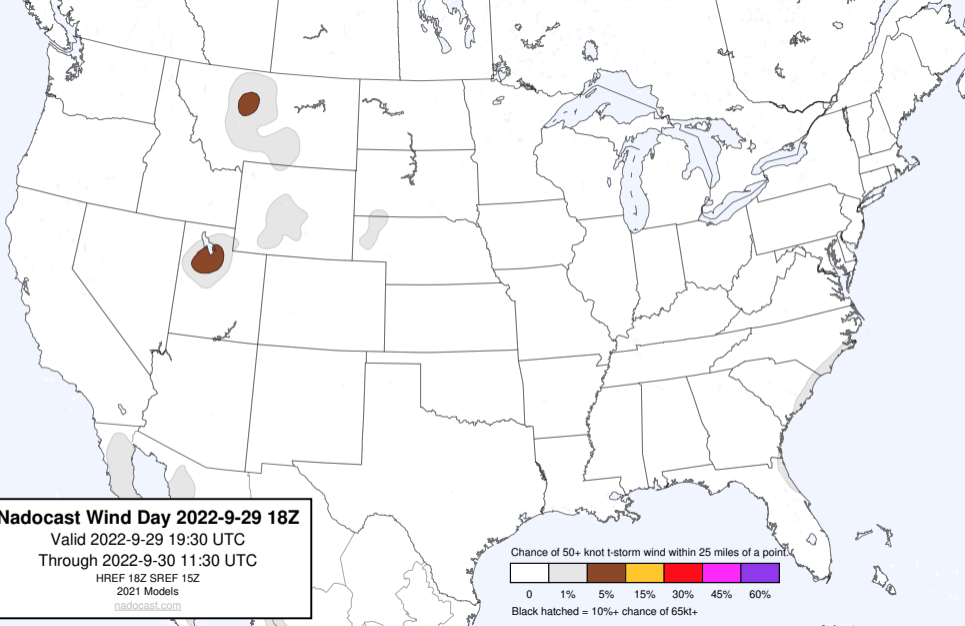 Nadocast Wind Day 2022-9-29 18Z
Valid 2022-9-29 19:30 UTC
Through 2022-9-30 11:30 UTC
HREF 18Z SREF 15Z
2021 Models
nadocast.com
Chance of 50+ knot t-storm wind within 25 miles of a point.
0 1% 5% 15% 30% 45% 60%
Black hatched = 10%+ chance of 65kt+